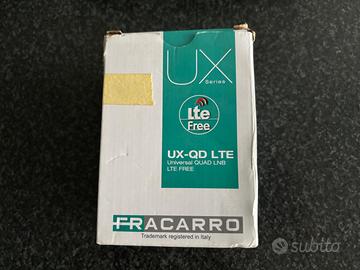 UX
Series
Lte
Free
UX-QD LTE
Universal QUAD LNB
LTE FREE
FRACARRO
Trademark registered in Italy
subito